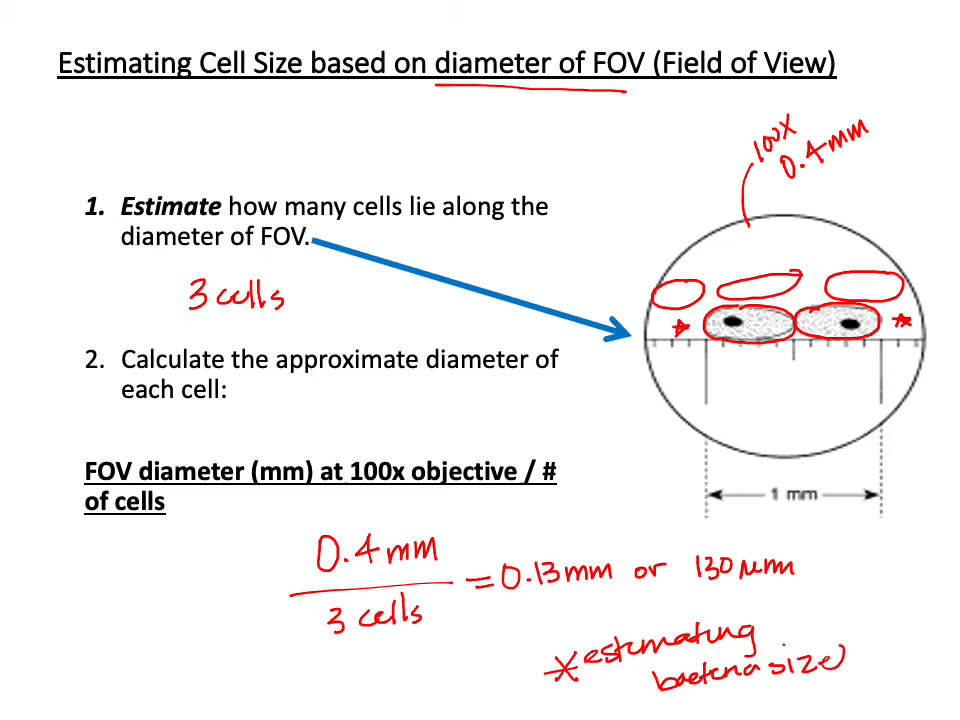 Estimating Cell Size based on diameter of FOV (Field of View)
100X
0.4mm
1. Estimate how many cells lie along the
diameter of FOV.
3 cells
2. Calculate the approximate diameter of
each cell:
1 mm
FOV diameter (mm) at 100x objective / #
of cells
0.4mm
3 cells
= 0.13mm or 130 μm
*estimating
bacteria size